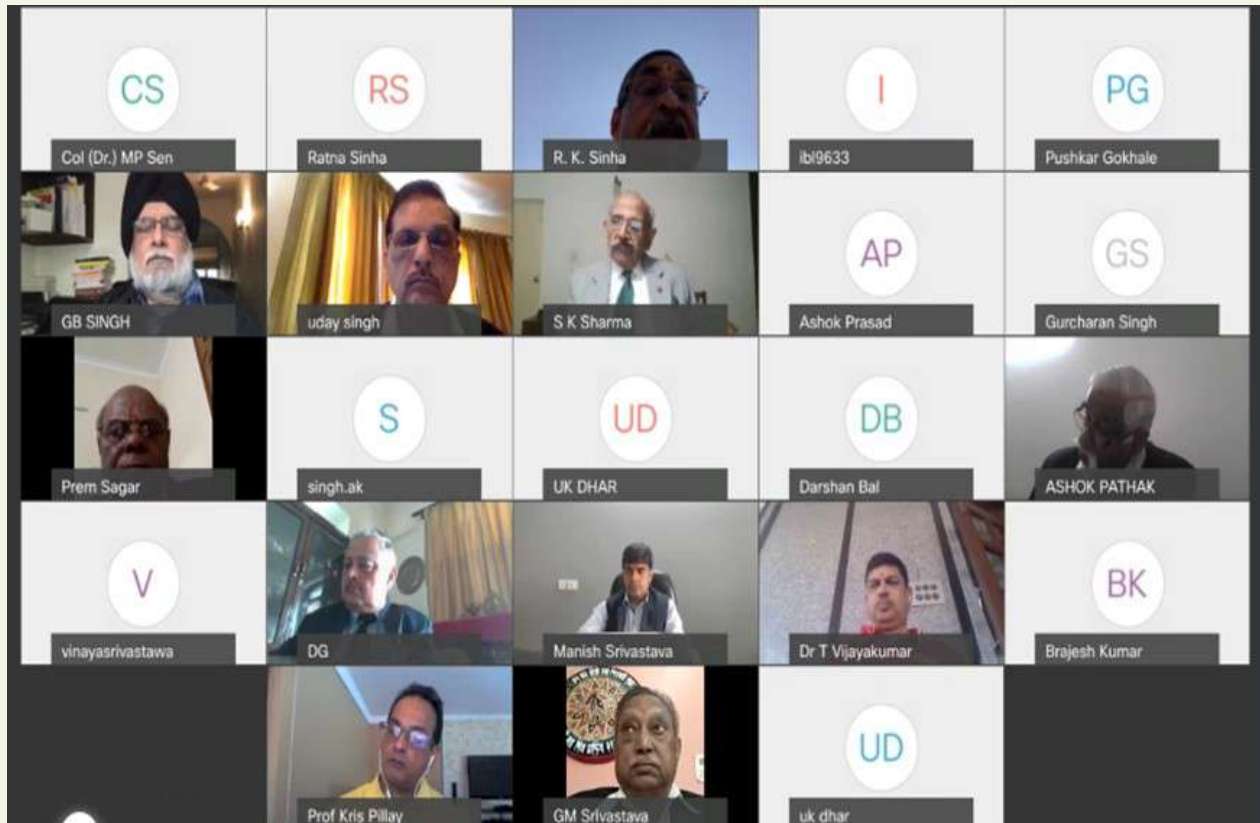 CS
Col (Dr.) MP Sen
RS
Ratna Sinha
R. K. Sinha
I
ibl9633
PG
Pushkar Gokhale
GB SINGH
uday singh
S K Sharma
AP
Ashok Prasad
GS
Gurcharan Singh
Prem Sagar
S
singh.ak
UD
UK DHAR
DB
Darshan Bal
ASHOK PATHAK
V
vinayasrivastawa
DG
Manish Srivastava
Dr T Vijayakumar
BK
Brajesh Kumar
Prof Kris Pillay
GM Srivastava
UD
uk dhar